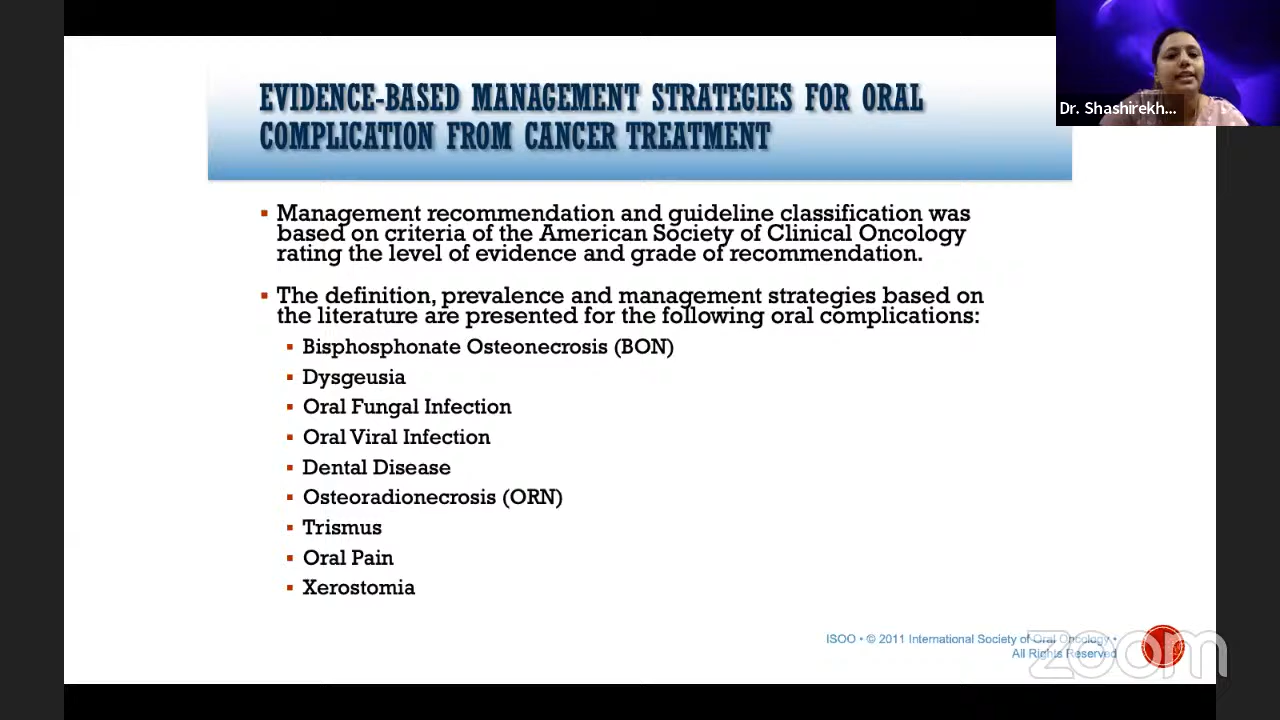 EVIDENCE-BASED MANAGEMENT STRATEGIES FOR ORAL
COMPLICATION FROM CANCER TREATMENT
Dr. Shashirekh...
▪ Management recommendation and guideline classification was
based on criteria of the American Society of Clinical Oncology
rating the level of evidence and grade of recommendation.
▪ The definition, prevalence and management strategies based on
the literature are presented for the following oral complications:
▪ Bisphosphonate Osteonecrosis (BON)
▪ Dysgeusia
▪ Oral Fungal Infection
▪ Oral Viral Infection
▪ Dental Disease
▪ Osteoradionecrosis (ORN)
▪ Trismus
▪ Oral Pain
▪ Xerostomia
ISOO • © 2011 International Society of Oral Oncology •
All Rights Reserved
zoom